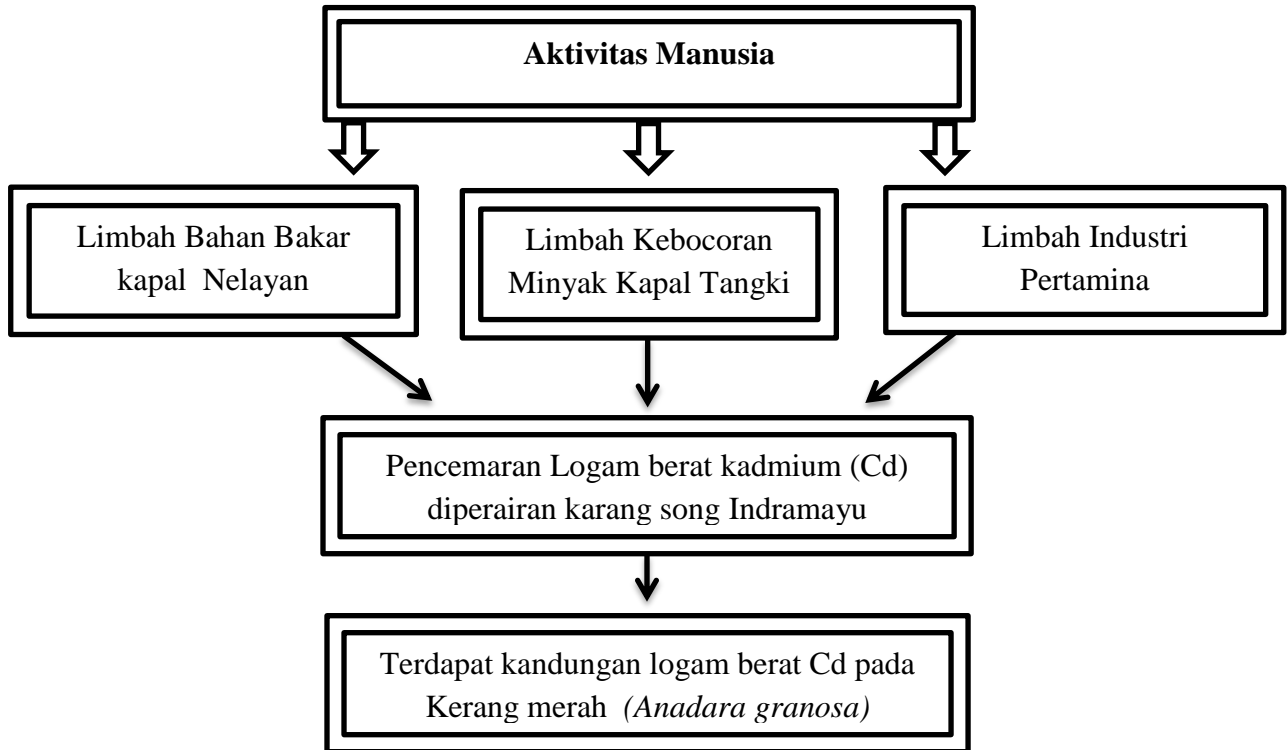 Aktivitas Manusia
Limbah Bahan Bakar
kapal  Nelayan
Limbah Kebocoran
Minyak Kapal Tangki
Limbah Industri
Pertamina
Pencemaran Logam berat kadmium (Cd)
diperairan karang song Indramayu
Terdapat kandungan logam berat Cd pada
Kerang merah  (Anadara granosa)